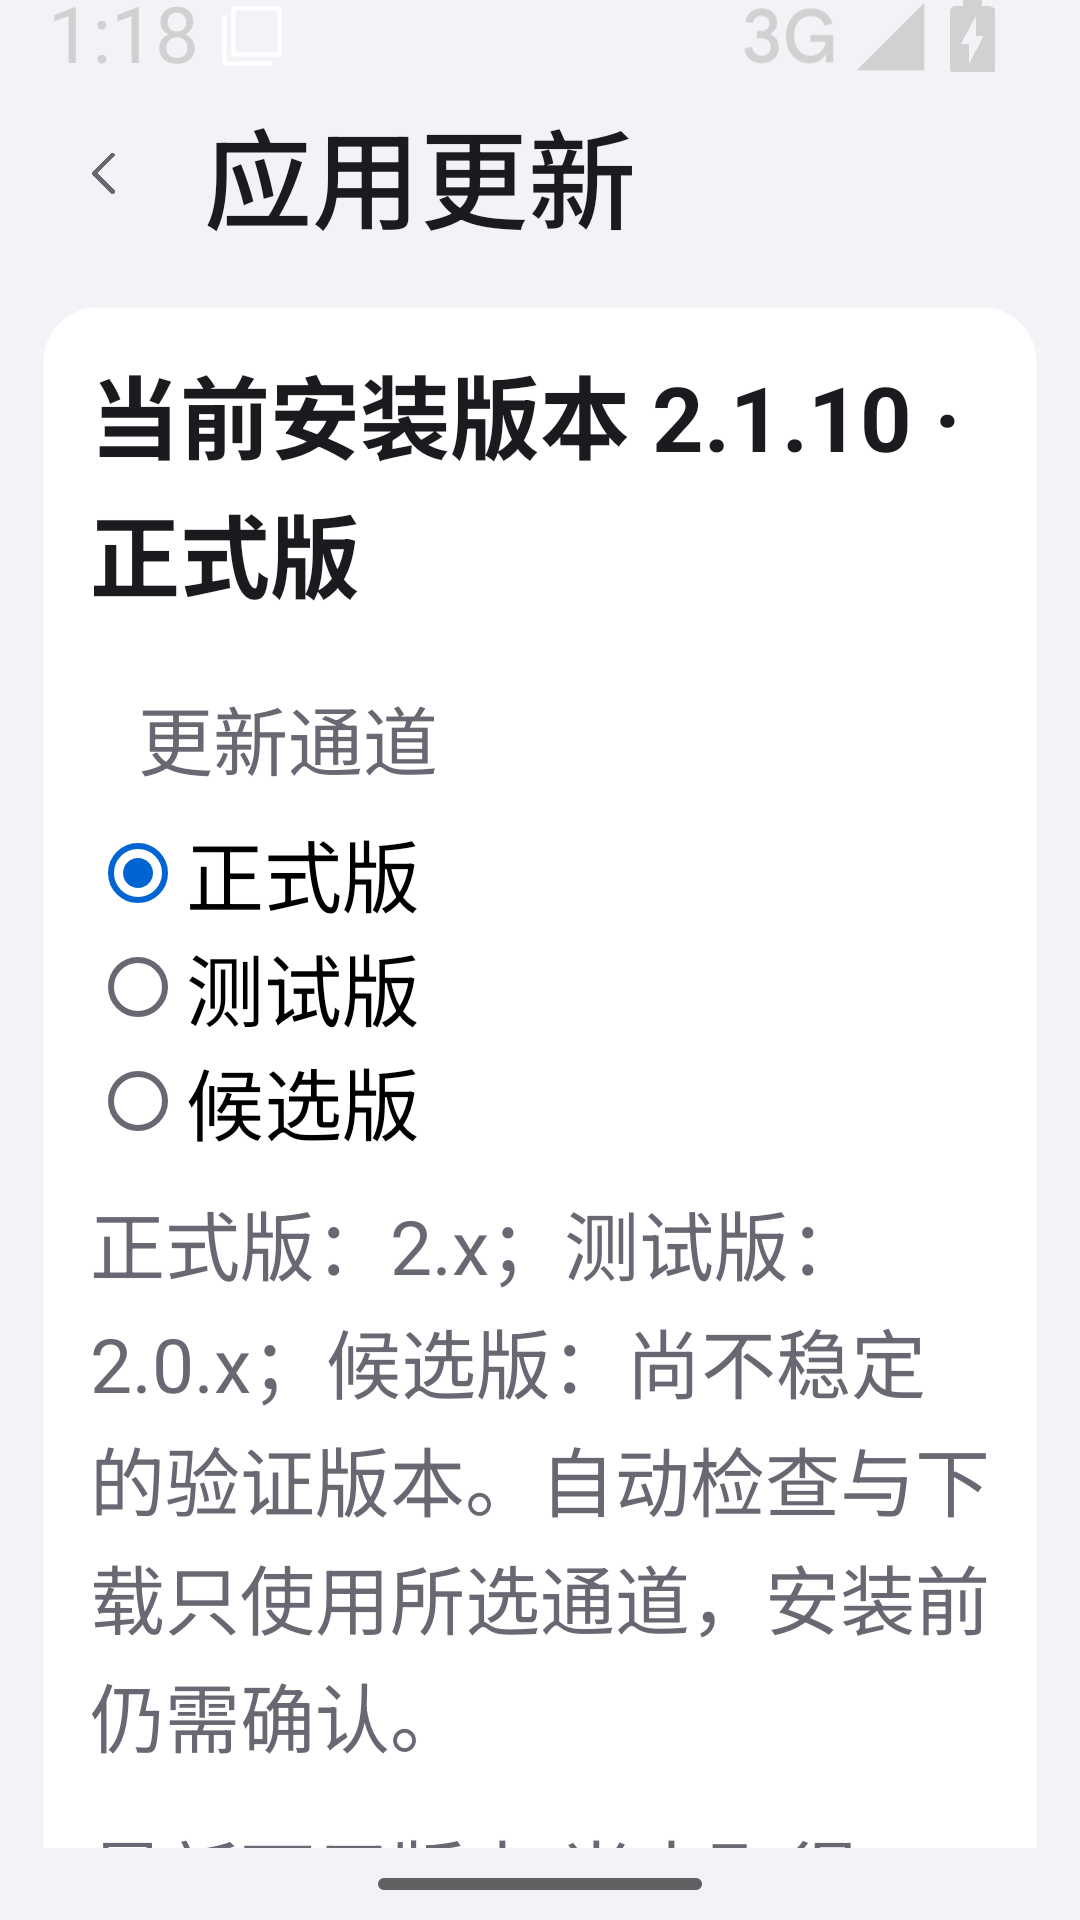 1:18
3G
应用更新
当前安装版本 2.1.10 ·
正式版
更新通道
正式版
测试版
候选版
正式版：2.x；测试版：
2.0.x；候选版：尚不稳定
的验证版本。自动检查与下
载只使用所选通道，安装前
仍需确认。